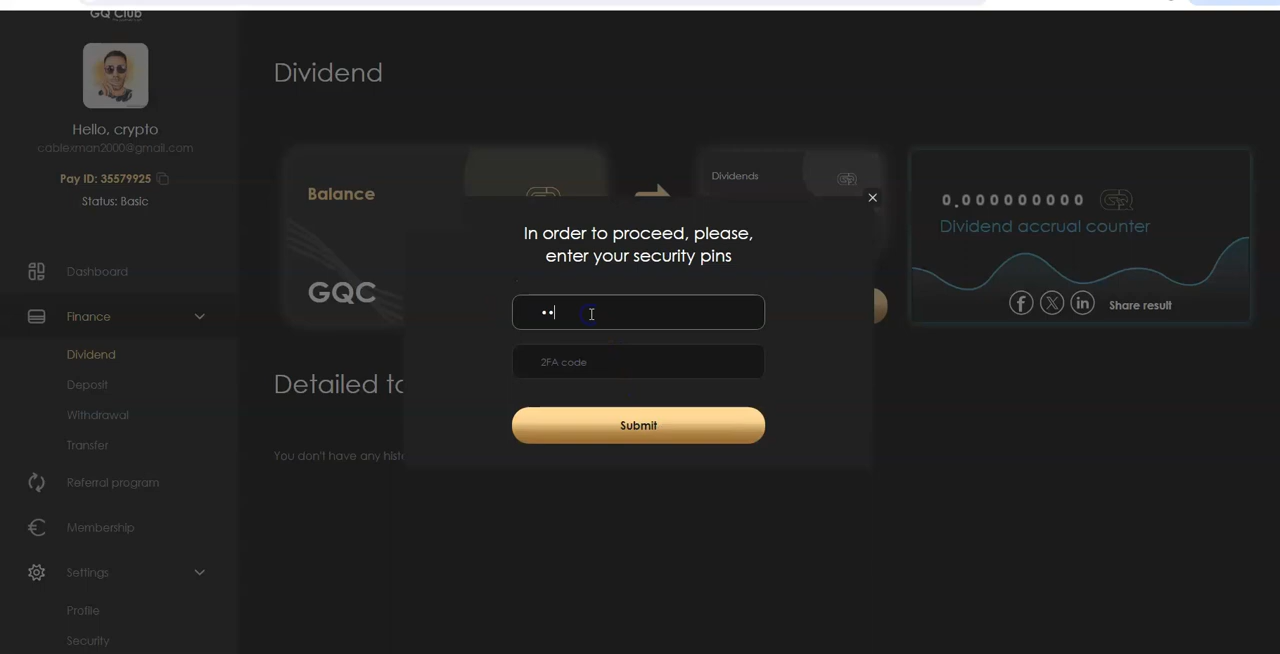 GQ Club
Hello, crypto
cablexman2000@gmail.com
Pay ID: 35579925
Status: Basic
Dashboard
Finance
Dividend
Deposit
Withdrawal
Transfer
Referral program
Membership
Settings
Profile
Security
Dividend
Balance
GQC
Dividends
0.000000000
Dividend accrual counter
Share result
In order to proceed, please,
enter your security pins
2FA code
Submit
Detailed
You don't have any